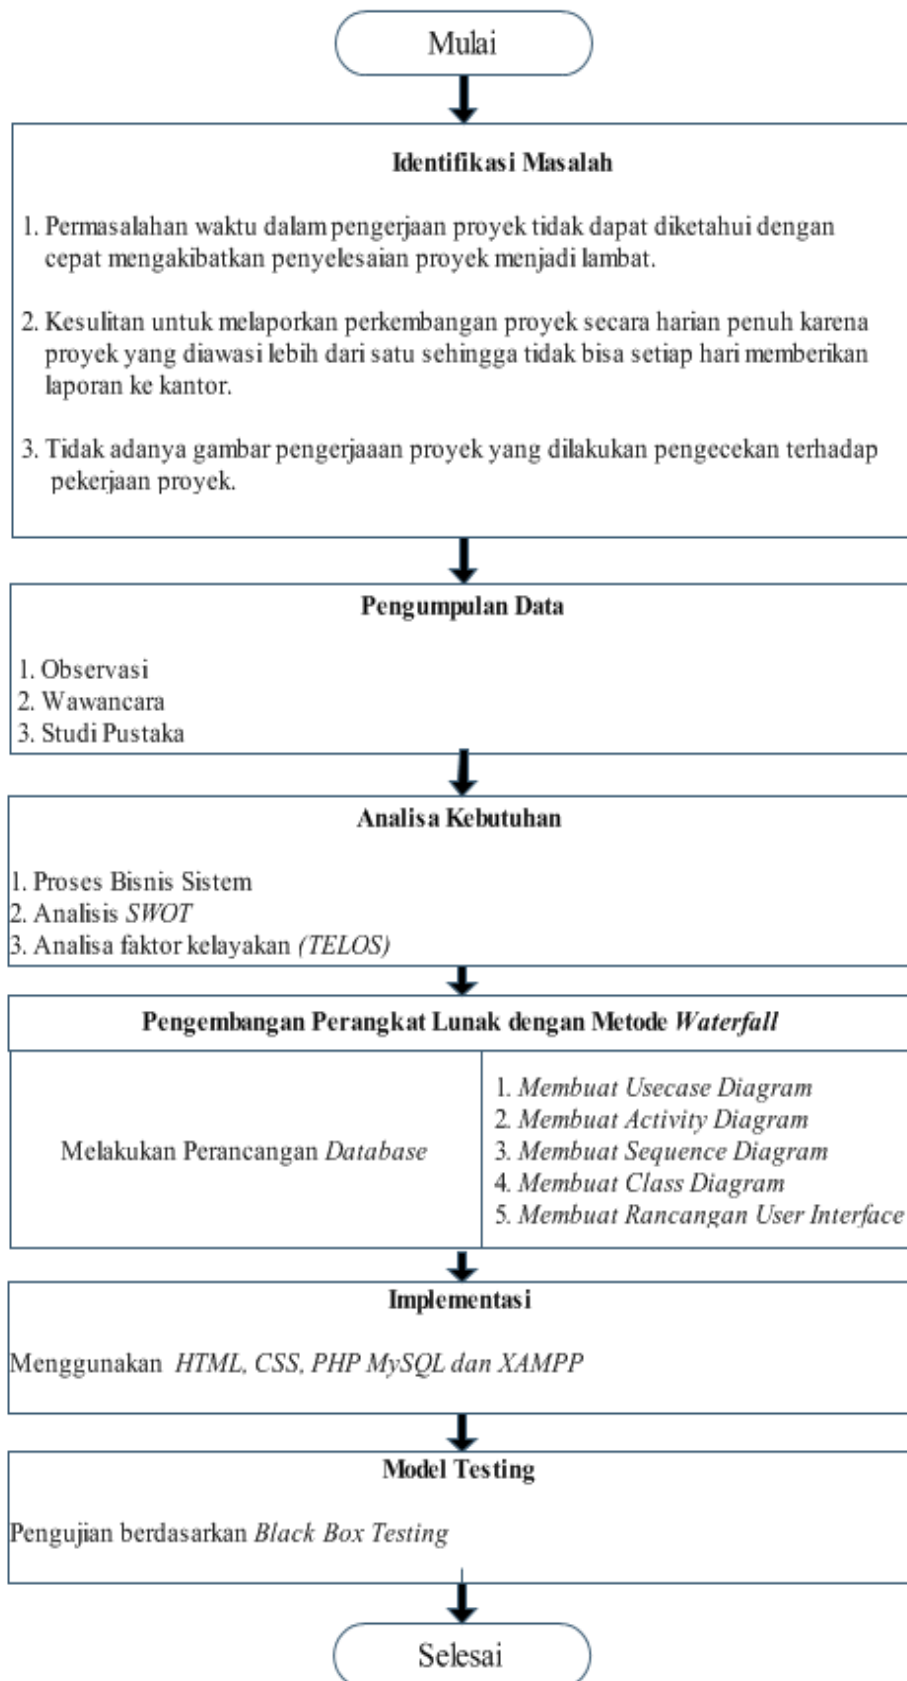 Mulai
Identifikasi Masalah
1. Permasalahan waktu dalam pengerjaan proyek tidak dapat diketahui dengan
cepat mengakibatkan penyelesaian proyek menjadi lambat.
2. Kesulitan untuk melaporkan perkembangan proyek secara harian penuh karena
proyek yang diawasi lebih dari satu sehingga tidak bisa setiap hari memberikan
laporan ke kantor.
3. Tidak adanya gambar pengerjaaan proyek yang dilakukan pengecekan terhadap
pekerjaan proyek.
Pengumpulan Data
1. Observasi
2. Wawancara
3. Studi Pustaka
Analisa Kebutuhan
1. Proses Bisnis Sistem
2. Analisis SWOT
3. Analisa faktor kelayakan (TELOS)
Pengembangan Perangkat Lunak dengan Metode Waterfall
Melakukan Perancangan Database
1. Membuat Usecase Diagram
2. Membuat Activity Diagram
3. Membuat Sequence Diagram
4. Membuat Class Diagram
5. Membuat Rancangan User Interface
Implementasi
Menggunakan HTML, CSS, PHP MySQL dan XAMPP
Model Testing
Pengujian berdasarkan Black Box Testing
Selesai